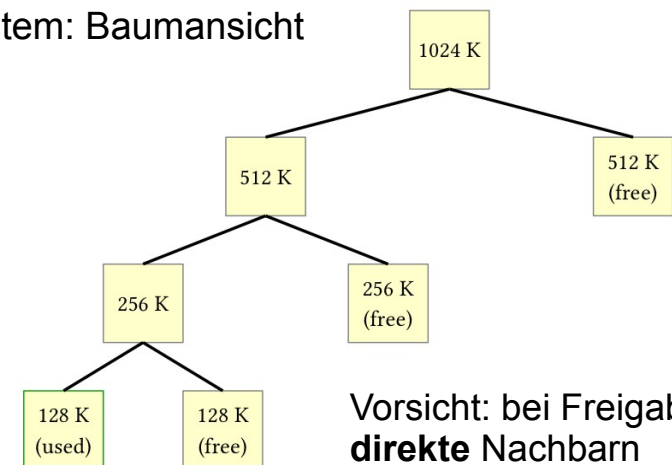 tem: Baumansicht
1024 K
512 K
512 K
(free)
256 K
256 K
(free)
128 K
(used)
128 K
(free)
Vorsicht: bei Freigab
direkte Nachbarn